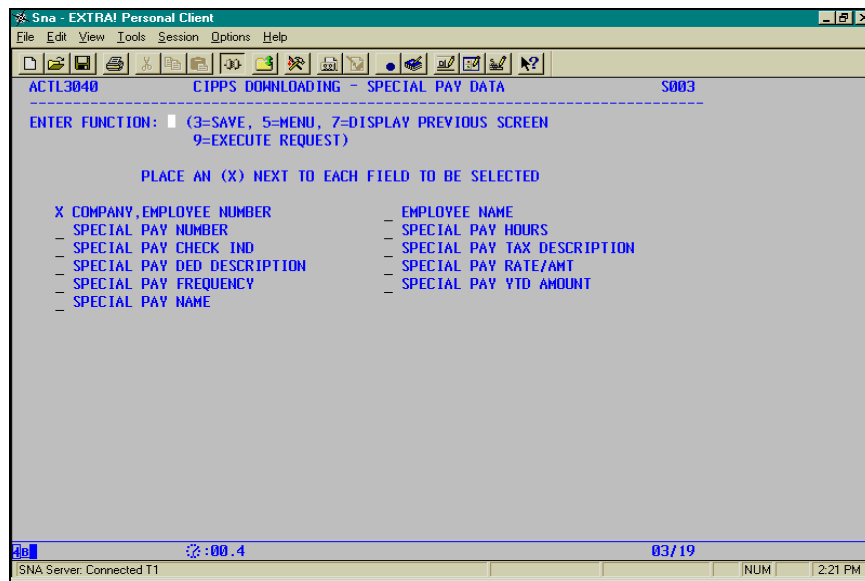 Sna - EXTRA! Personal Client
File Edit View Tools Session Options Help
ACTL3040 CIPPS DOWNLOADING - SPECIAL PAY DATA S003
--------------------------------------------------------------------------------
ENTER FUNCTION: (3=SAVE, 5=MENU, 7=DISPLAY PREVIOUS SCREEN
9=EXECUTE REQUEST)
PLACE AN (X) NEXT TO EACH FIELD TO BE SELECTED
X COMPANY,EMPLOYEE NUMBER _ EMPLOYEE NAME
_ SPECIAL PAY NUMBER _ SPECIAL PAY HOURS
_ SPECIAL PAY CHECK IND _ SPECIAL PAY TAX DESCRIPTION
_ SPECIAL PAY DED DESCRIPTION _ SPECIAL PAY RATE/AMT
_ SPECIAL PAY FREQUENCY _ SPECIAL PAY YTD AMOUNT
_ SPECIAL PAY NAME
4B :00.4 03/19
SNA Server: Connected T1 NUM 2:21 PM